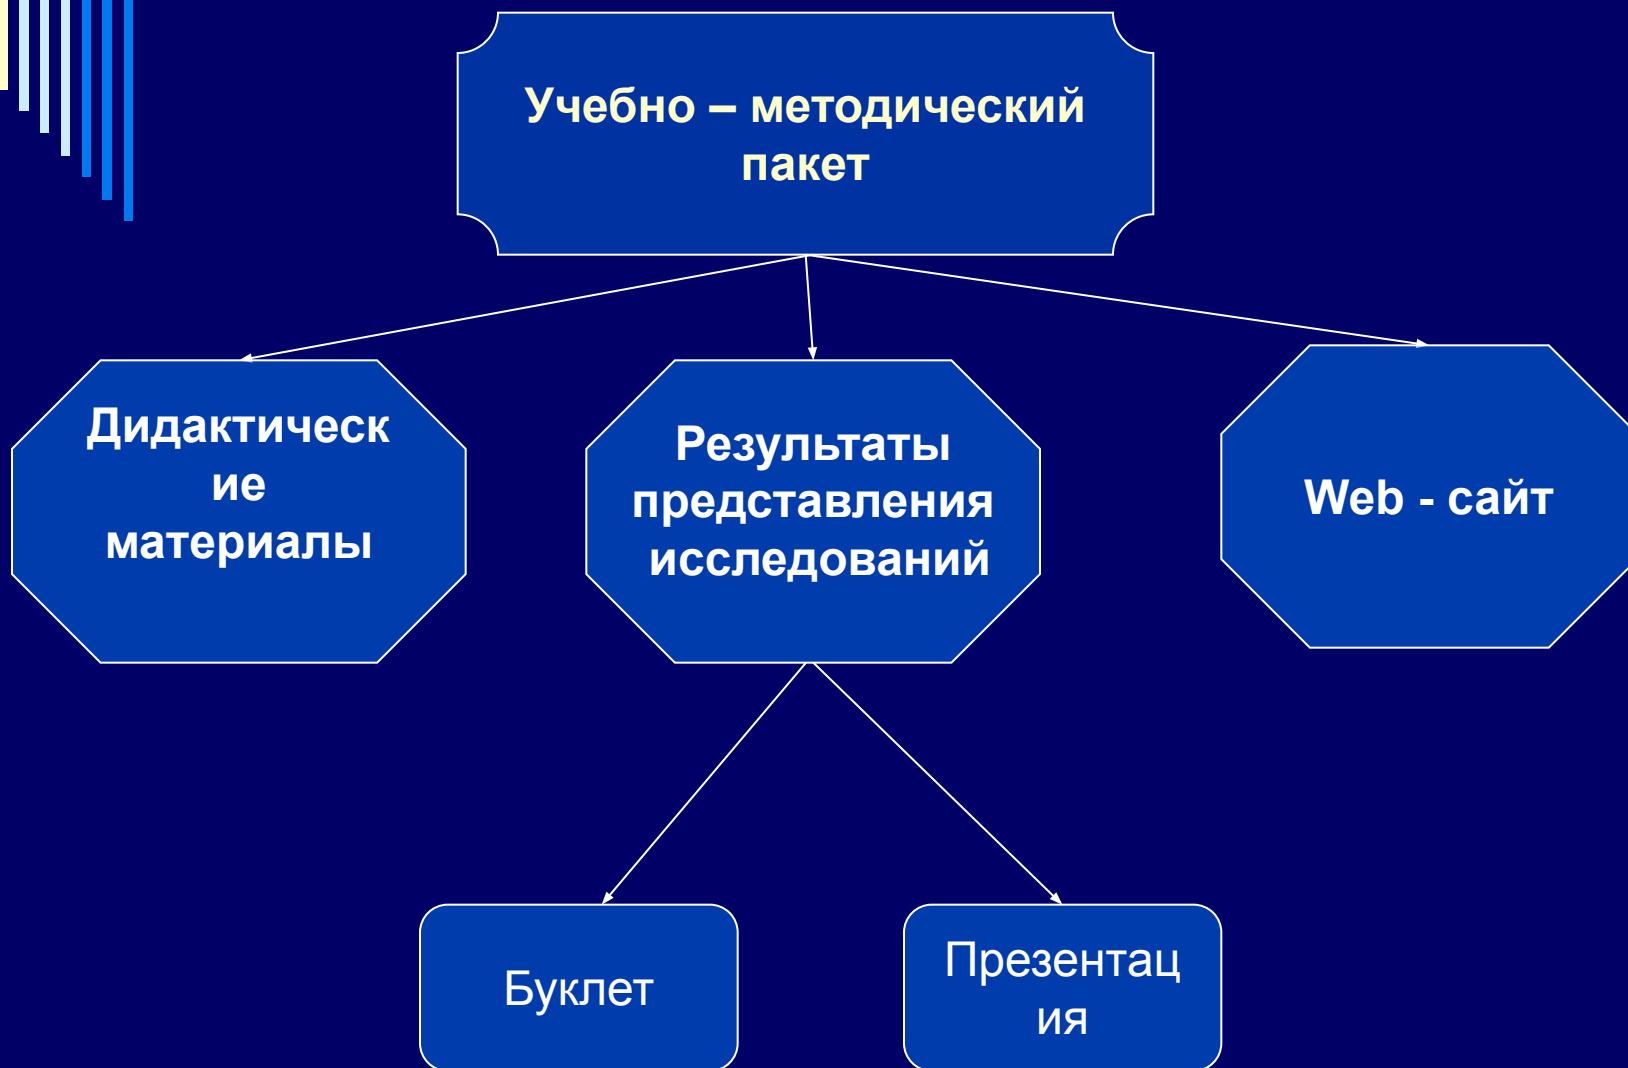 Учебно – методический
пакет
Дидактическ
ие
материалы
Результаты
представления
исследований
Web - сайт
Буклет
Презентац
ия